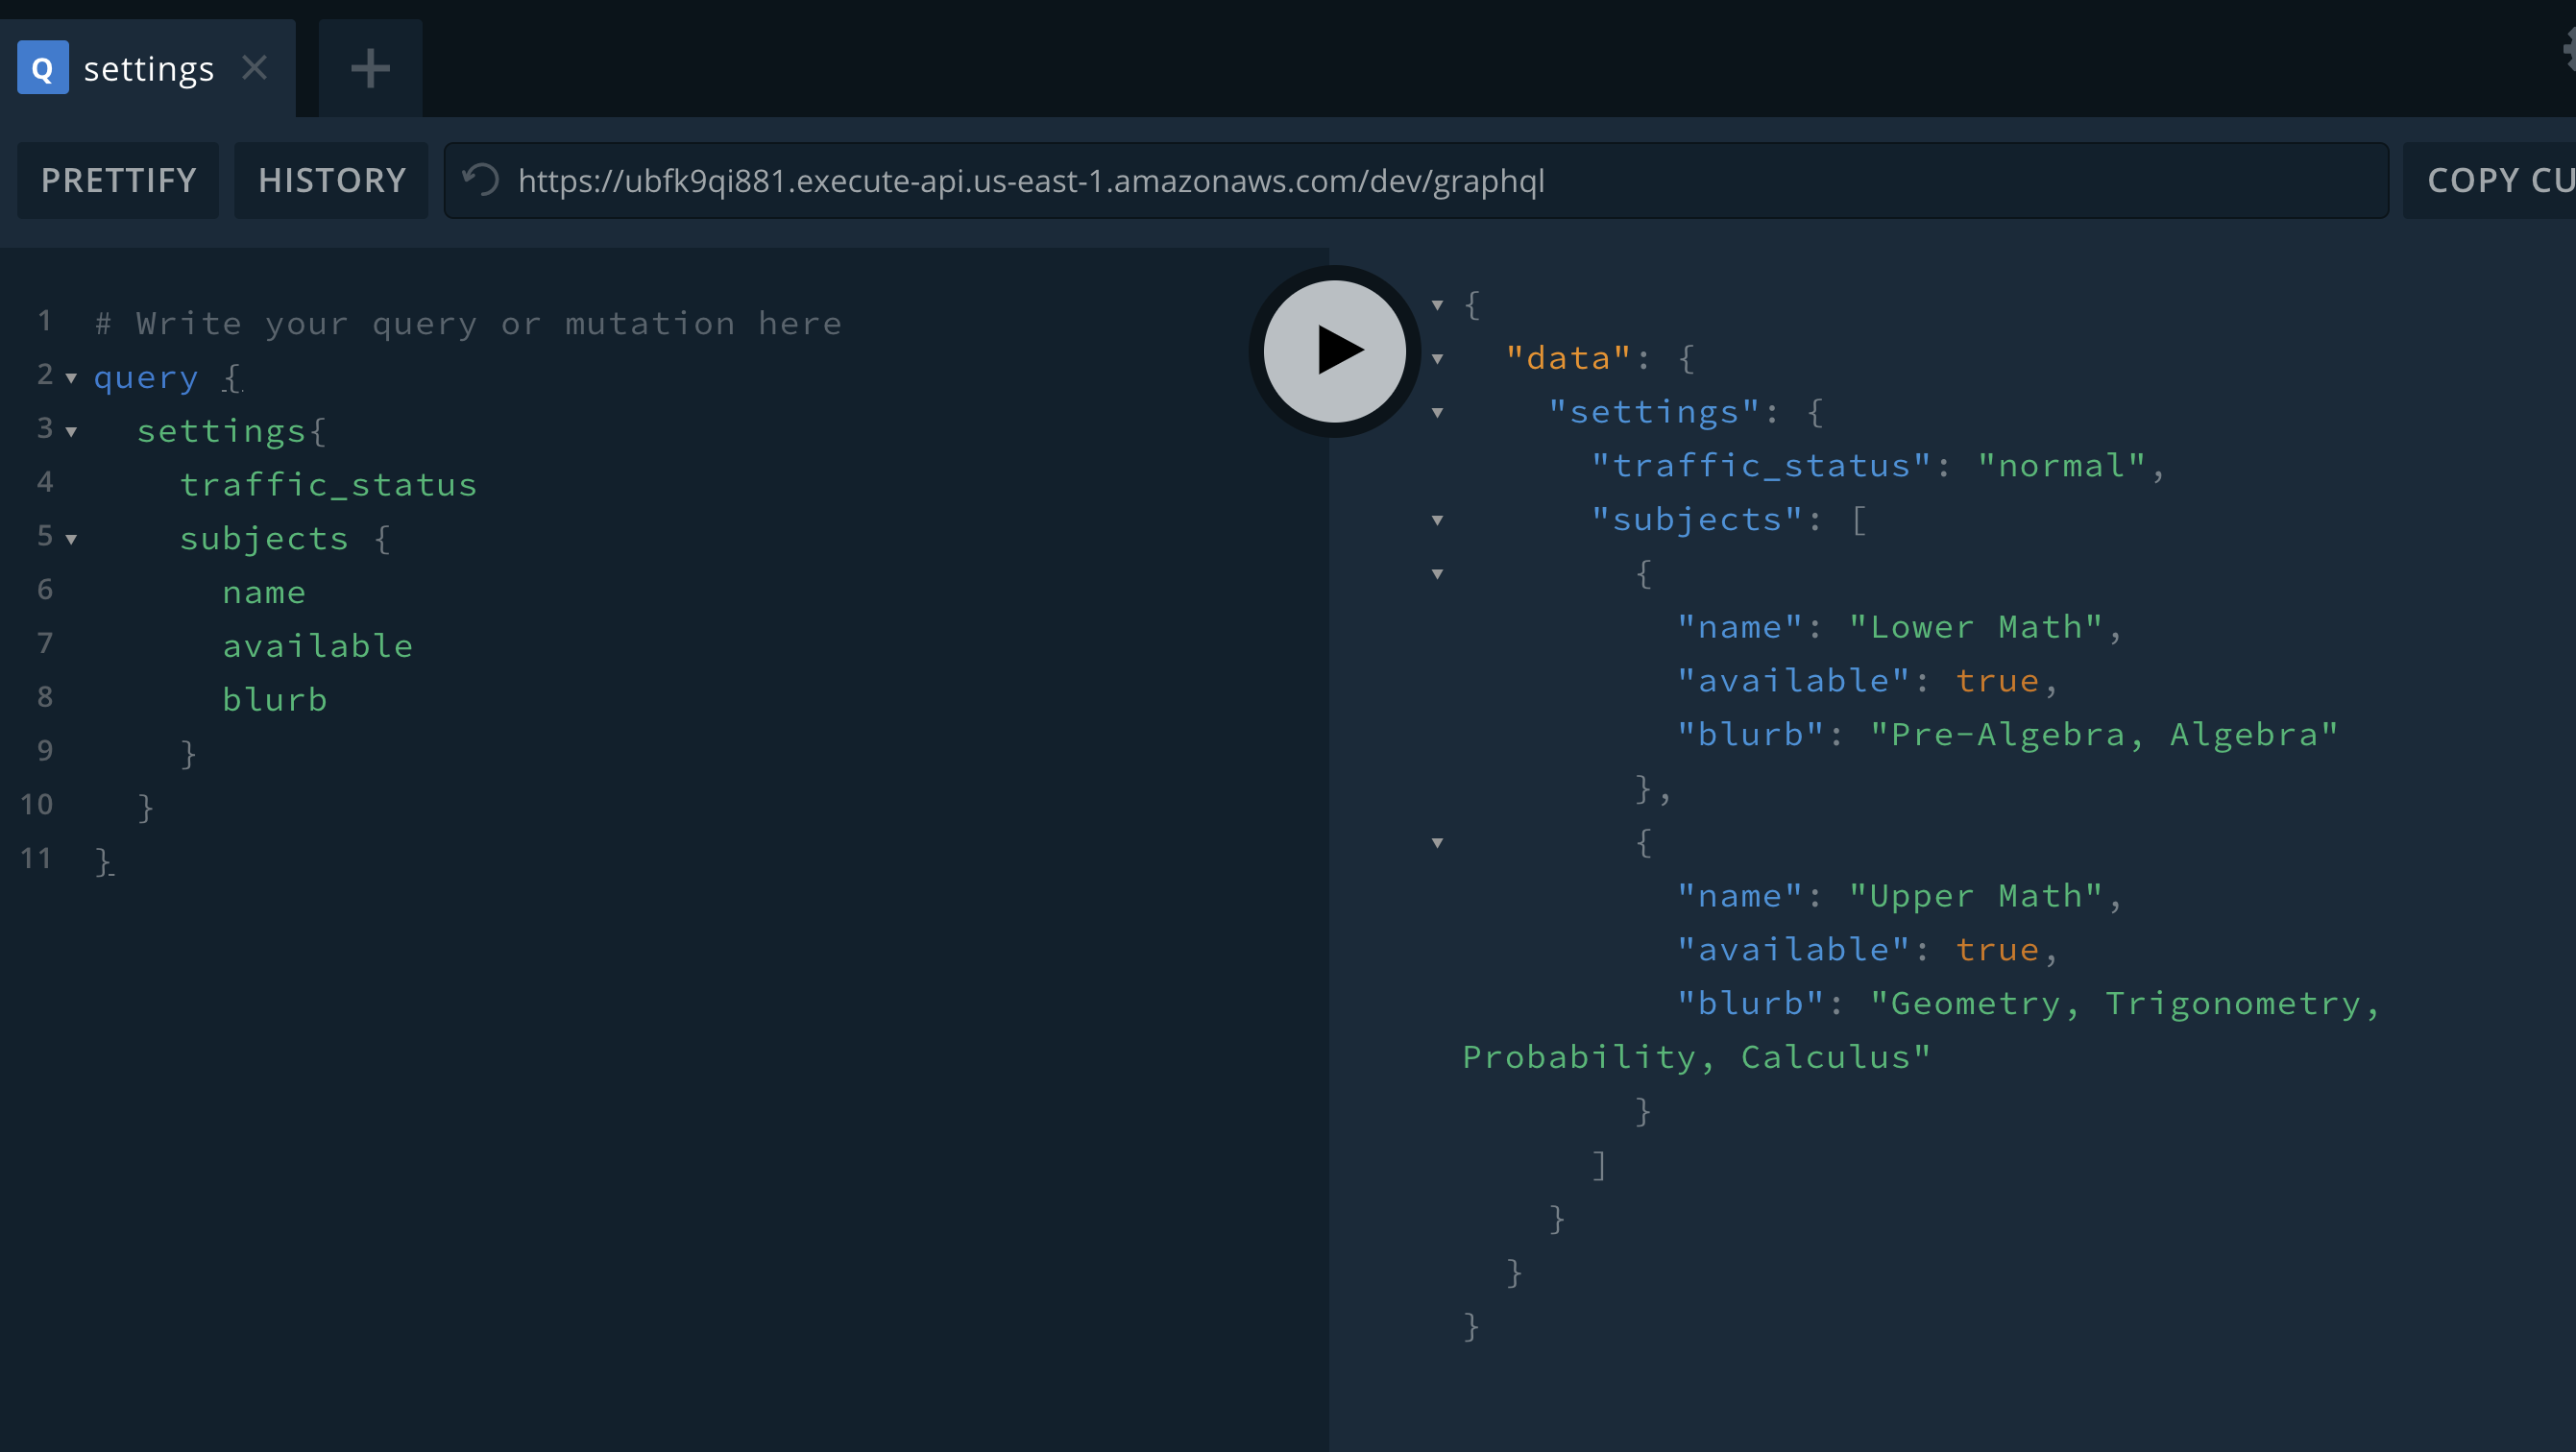 Q settings
PRETTIFY HISTORY https://ubfk9qi881.execute-api.us-east-1.amazonaws.com/dev/graphql COPY CU
1 # Write your query or mutation here
2 query {
3 settings{
4 traffic_status
5 subjects {
6 name
7 available
8 blurb
9 }
10 }
11 }
{
"data": {
"settings": {
"traffic_status": "normal",
"subjects": [
{
"name": "Lower Math",
"available": true,
"blurb": "Pre-Algebra, Algebra"
},
{
"name": "Upper Math",
"available": true,
"blurb": "Geometry, Trigonometry,
Probability, Calculus"
}
]
}
}
}